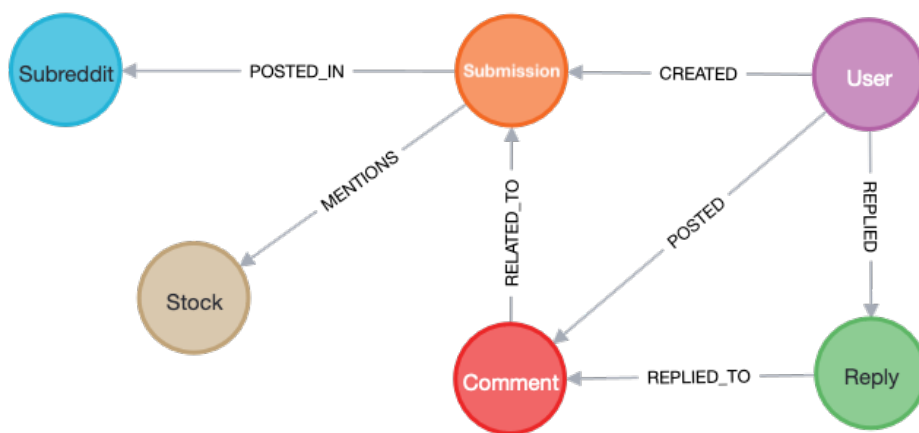 Subreddit
POSTED_IN
Submission
CREATED
User
MENTIONS
RELATED_TO
POSTED
REPLIED
Stock
Comment
REPLIED_TO
Reply